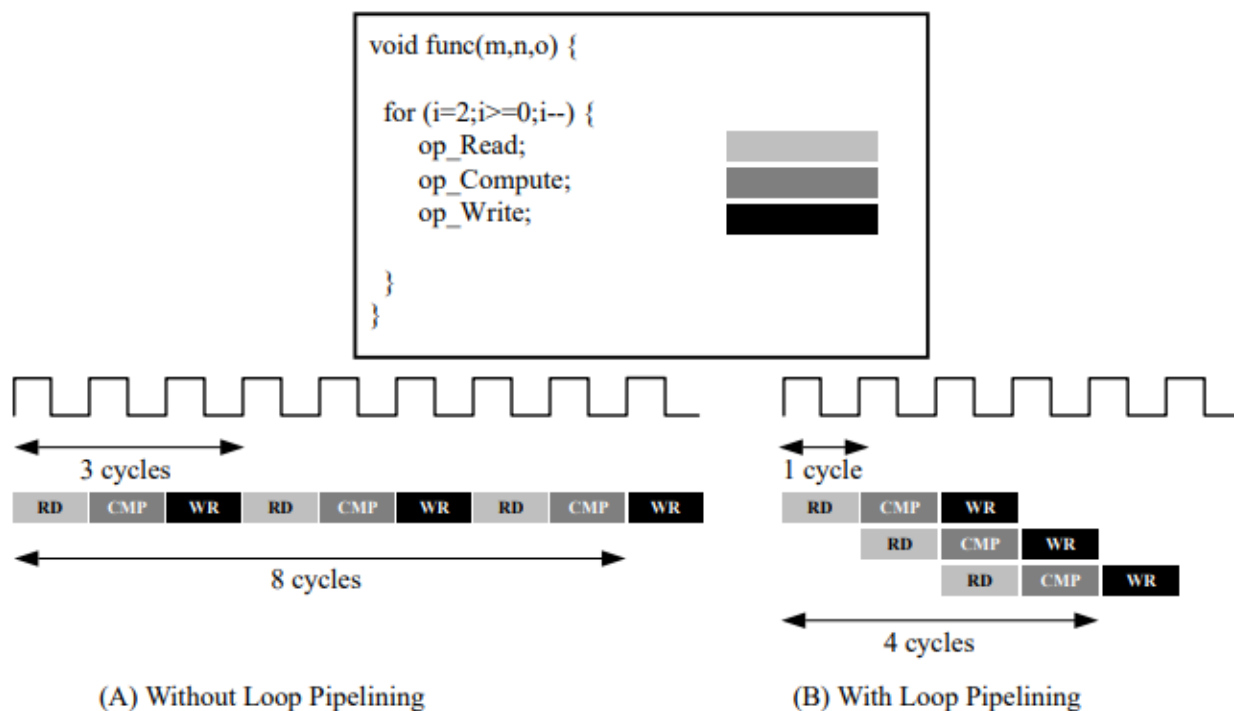 void func(m,n,o) {
for (i=2;i>=0;i--) {
op_Read;
op_Compute;
op_Write;
}
}
3 cycles
RD CMP WR RD CMP WR RD CMP WR
8 cycles
(A) Without Loop Pipelining
1 cycle
RD CMP WR
RD CMP WR
RD CMP WR
4 cycles
(B) With Loop Pipelining